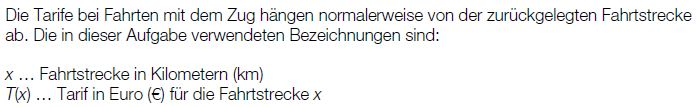 Die Tarife bei Fahrten mit dem Zug hängen normalerweise von der zurückgelegten Fahrtstrecke
ab. Die in dieser Aufgabe verwendeten Bezeichnungen sind:
x … Fahrtstrecke in Kilometern (km)
T(x) … Tarif in Euro (€) für die Fahrtstrecke x